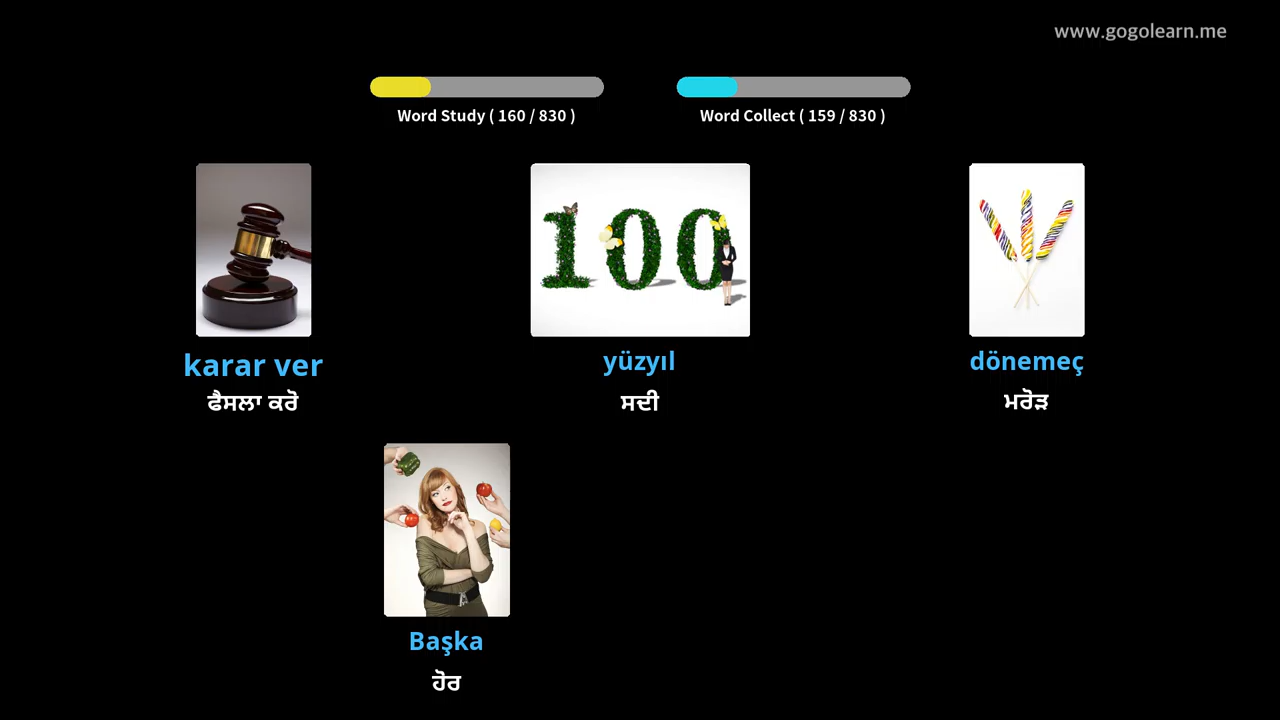 www.gogolearn.me
Word Study ( 160 / 830 )
Word Collect ( 159 / 830 )
karar ver
ਫੈਸਲਾ ਕਰੋ
yüzyıl
ਸਦੀ
dönemeç
ਮਰੋੜ
Başka
ਹੋਰ